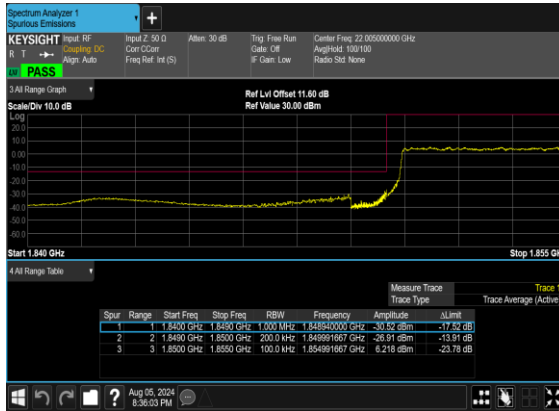 Spectrum Analyzer 1
Spurious Emissions
KEYSIGHT Input: RF Input Z: 50 Ω Atten: 30 dB Trig: Free Run Center Freq: 22.005000000 GHz
R T Coupling: DC Corr CCorr Gate: Off Avg|Hold: 100/100
Align: Auto Freq Ref: Int (S) IF Gain: Low Radio Std: None
PASS
3 All Range Graph
Ref Lvl Offset 11.60 dB
Scale/Div 10.0 dB Ref Value 30.00 dBm
Log
20.0
10.0
0.00
-10.0
-20.0
-30.0
-40.0
-50.0
-60.0
Start 1.840 GHz Stop 1.855 GH
4 All Range Table
Measure Trace Trace 1
Trace Type Trace Average (Active
Spur Range Start Freq Stop Freq RBW Frequency Amplitude ΔLimit
1 1 1.8400 GHz 1.8490 GHz 1.000 MHz 1.848940000 GHz -30.52 dBm -17.52 dB
2 2 1.8490 GHz 1.8500 GHz 200.0 kHz 1.849991667 GHz -26.91 dBm -13.91 dB
3 3 1.8500 GHz 1.8550 GHz 100.0 kHz 1.854991667 GHz 6.218 dBm -23.78 dB
? Aug 05, 2024
8:36:03 PM